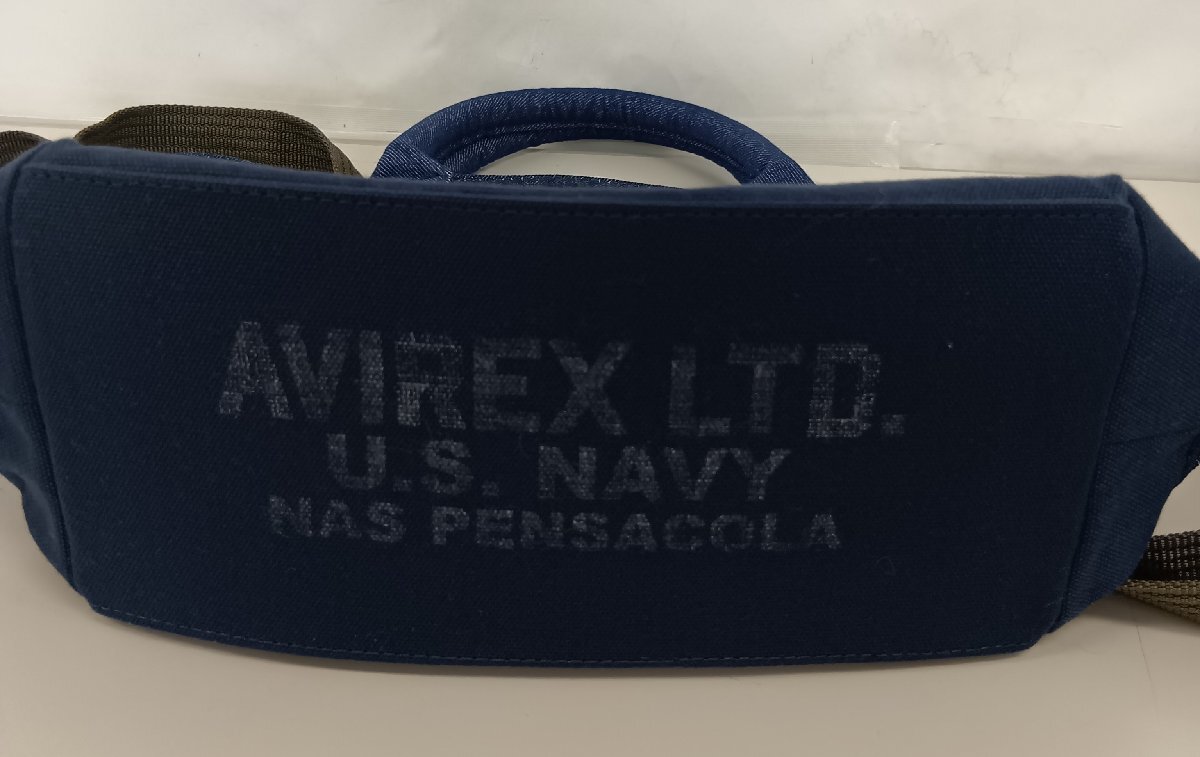 AVIREX LTD.
U.S. NAVY
NAS PENSACOLA